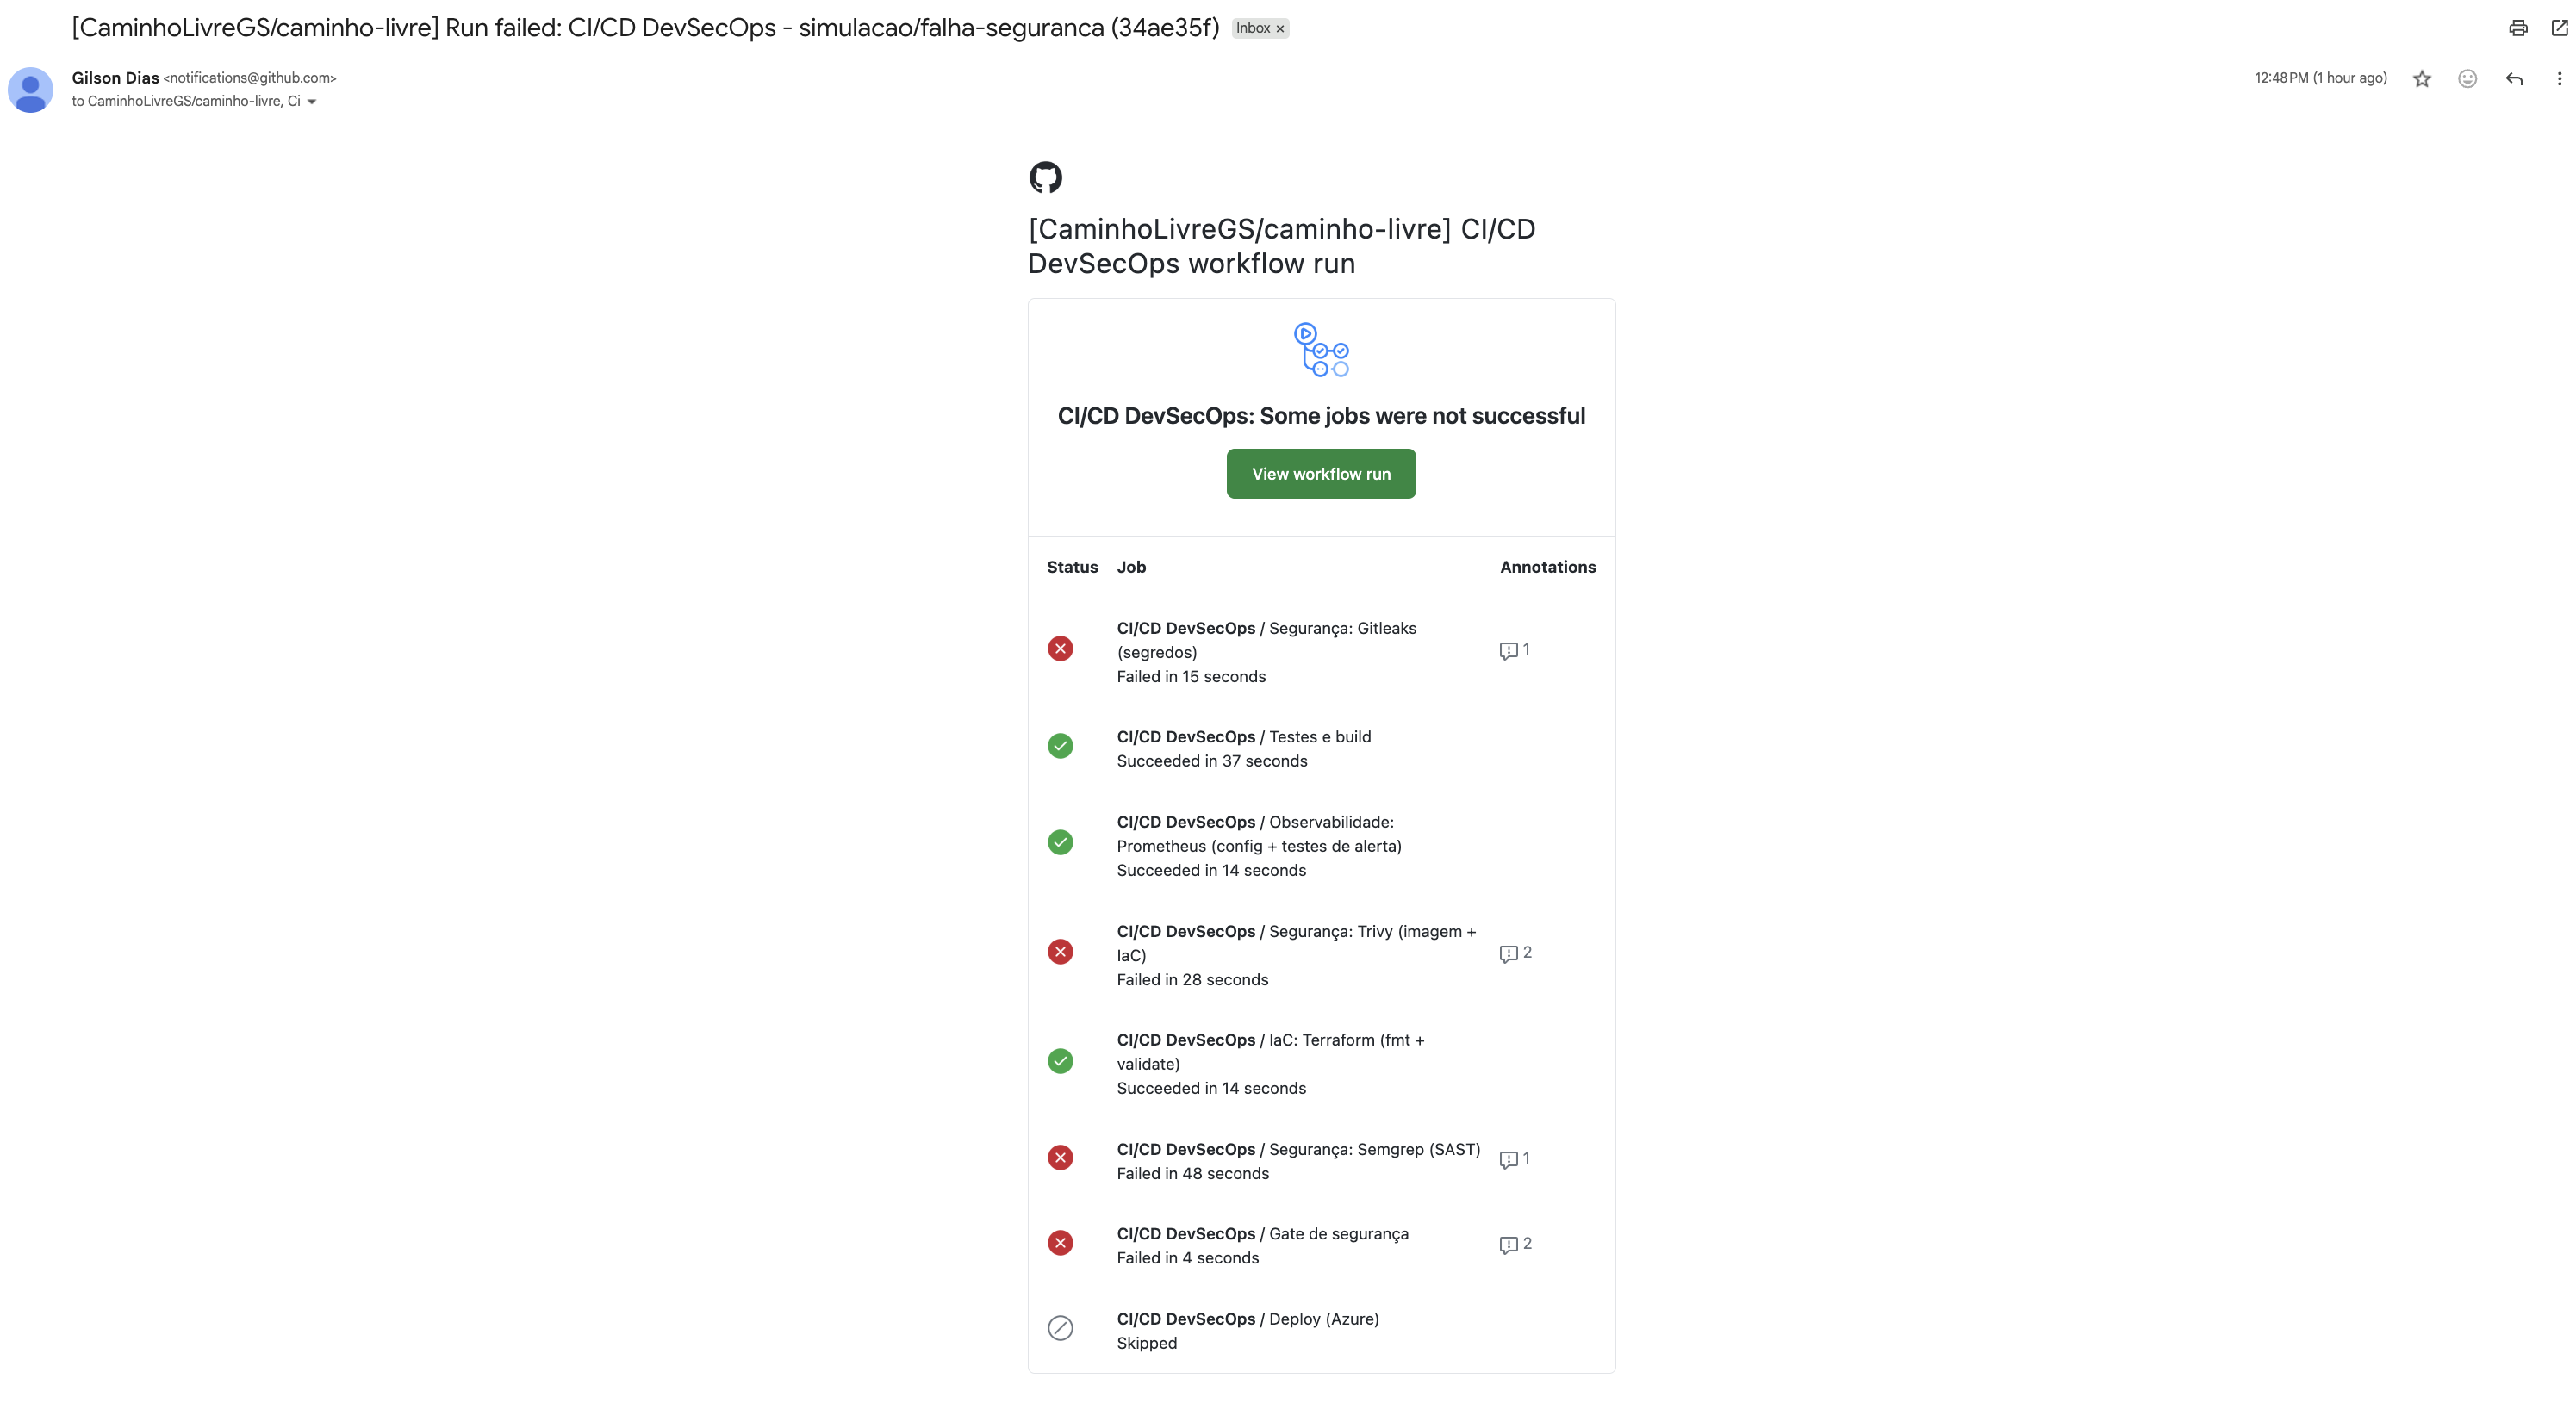 [CaminhoLivreGS/caminho-livre] Run failed: CI/CD DevSecOps - simulacao/falha-seguranca (34ae35f)
Inbox ×
Gilson Dias <notifications@github.com>
12:48 PM (1 hour ago)
to CaminhoLivreGS/caminho-livre, Ci
[CaminhoLivreGS/caminho-livre] CI/CD
DevSecOps workflow run
CI/CD DevSecOps: Some jobs were not successful
View workflow run
Status Job Annotations
CI/CD DevSecOps / Segurança: Gitleaks
(segredos)
Failed in 15 seconds
1
CI/CD DevSecOps / Testes e build
Succeeded in 37 seconds
CI/CD DevSecOps / Observabilidade:
Prometheus (config + testes de alerta)
Succeeded in 14 seconds
CI/CD DevSecOps / Segurança: Trivy (imagem +
IaC)
Failed in 28 seconds
2
CI/CD DevSecOps / IaC: Terraform (fmt +
validate)
Succeeded in 14 seconds
CI/CD DevSecOps / Segurança: Semgrep (SAST)
Failed in 48 seconds
1
CI/CD DevSecOps / Gate de segurança
Failed in 4 seconds
2
CI/CD DevSecOps / Deploy (Azure)
Skipped